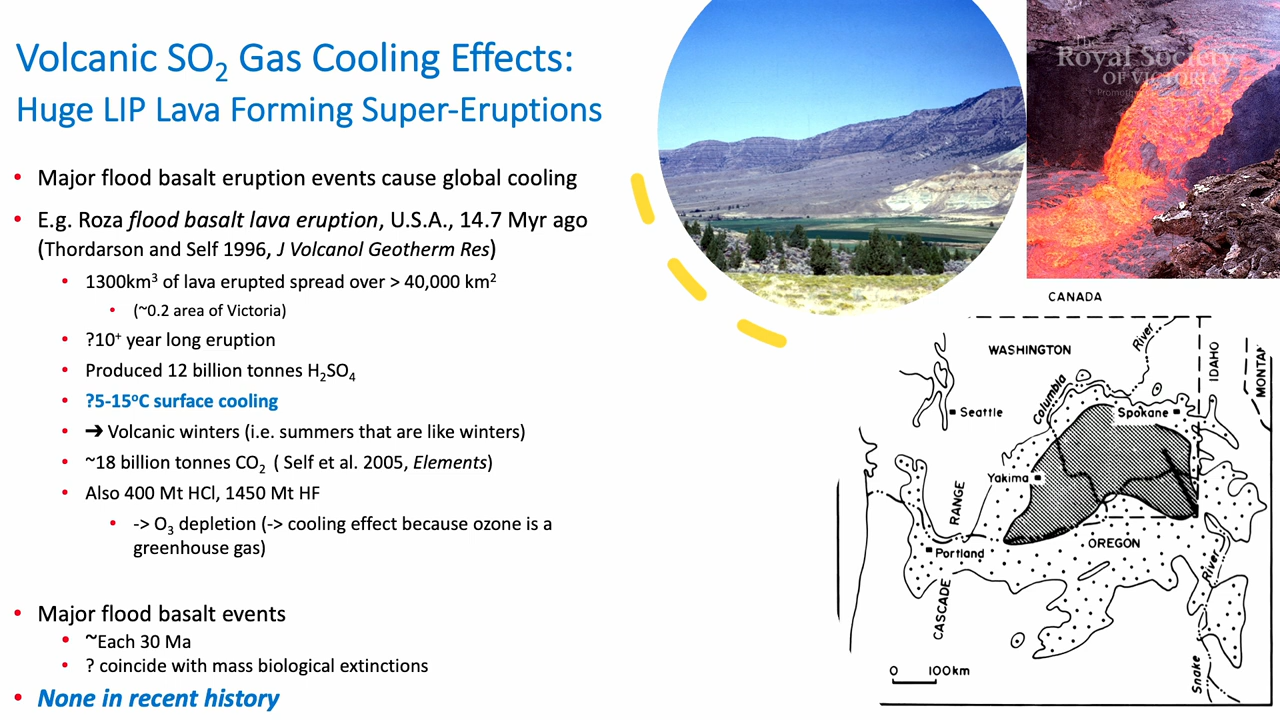 Volcanic SO₂ Gas Cooling Effects:
Huge LIP Lava Forming Super-Eruptions
• Major flood basalt eruption events cause global cooling
• E.g. Roza flood basalt lava eruption, U.S.A., 14.7 Myr ago
(Thordarson and Self 1996, J Volcanol Geotherm Res)
• 1300km³ of lava erupted spread over > 40,000 km²
• (~0.2 area of Victoria)
• ?10⁺ year long eruption
• Produced 12 billion tonnes H₂SO₄
• ?5-15ºC surface cooling
• ➔ Volcanic winters (i.e. summers that are like winters)
• ~18 billion tonnes CO₂ ( Self et al. 2005, Elements)
• Also 400 Mt HCl, 1450 Mt HF
• -> O₃ depletion (-> cooling effect because ozone is a
greenhouse gas)
• Major flood basalt events
• ~Each 30 Ma
• ? coincide with mass biological extinctions
• None in recent history
The
Royal Society
OF VICTORIA
CANADA
WASHINGTON
River
IDAHO
MONTA
Columbia
Seattle
Spokane
Yakima
RANGE
Portland
OREGON
River
CASCADE
Snake
0 100km